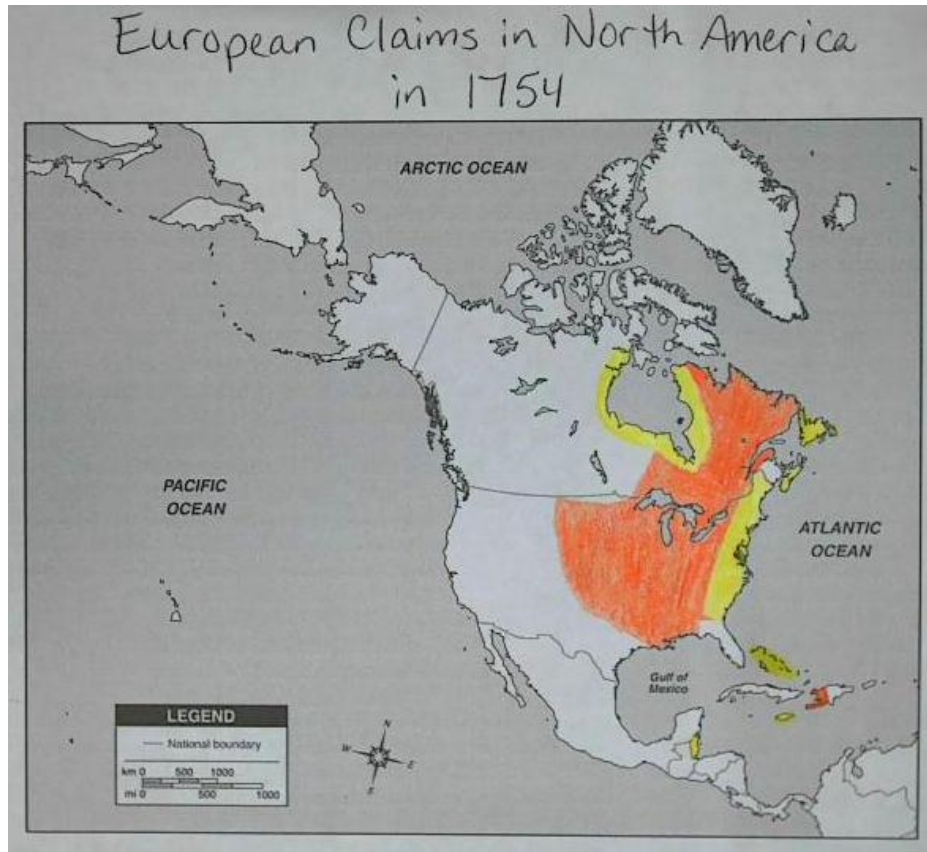 European Claims in North America
in 1754
ARCTIC OCEAN
PACIFIC
OCEAN
ATLANTIC
OCEAN
Gulf of
Mexico
LEGEND
National boundary
km 0 500 1000
mi 0 500 1000
N
W
E
S